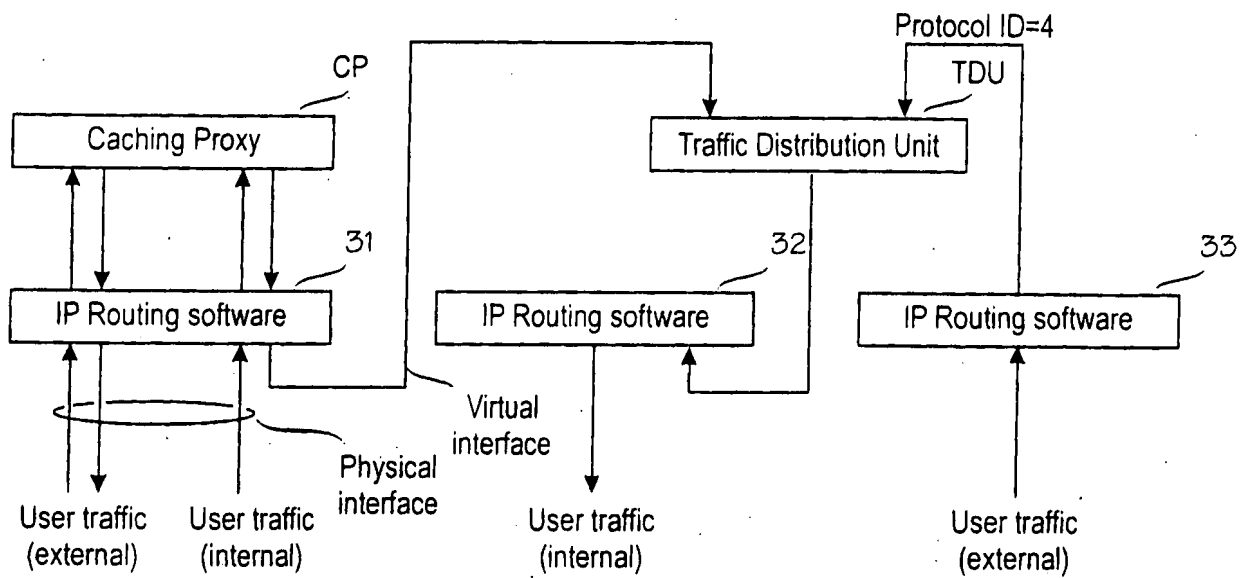 Protocol ID=4
CP
TDU
Caching Proxy
Traffic Distribution Unit
31
32
33
IP Routing software
IP Routing software
IP Routing software
Virtual
interface
Physical
interface
User traffic
(external)
User traffic
(internal)
User traffic
(internal)
User traffic
(external)